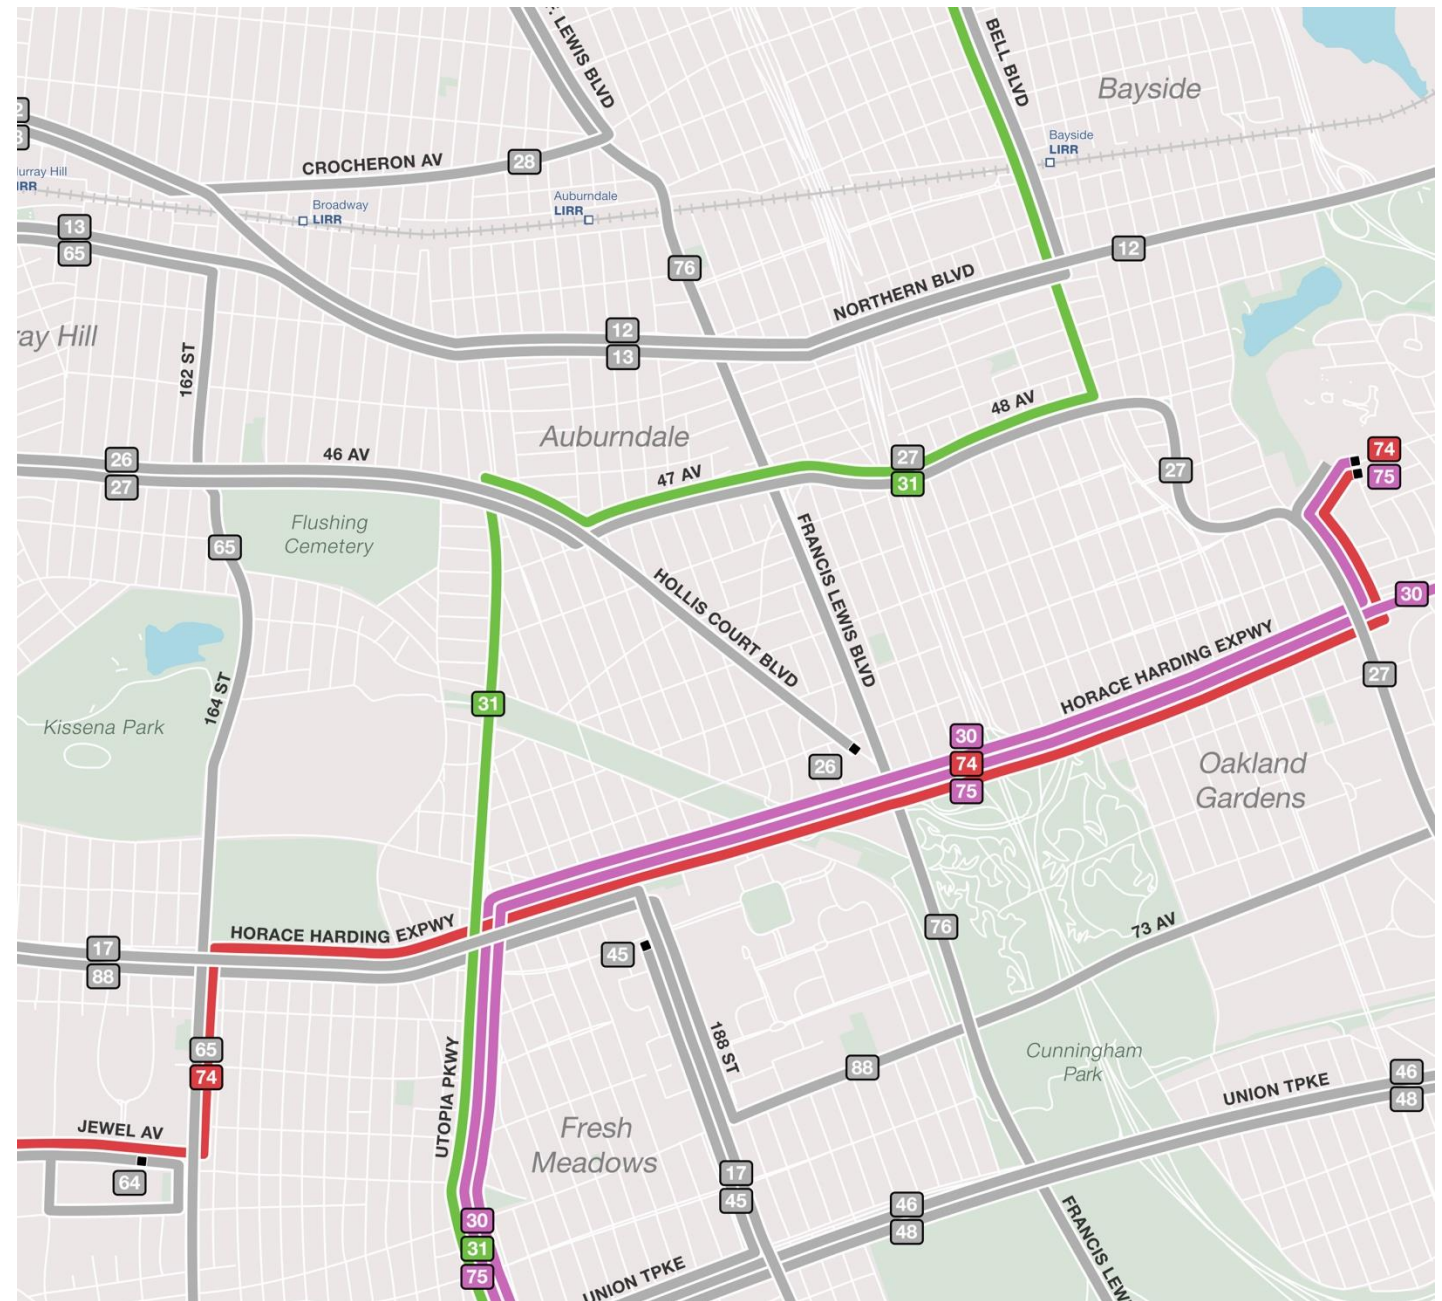 LEWIS BLVD
BELL BLVD
Bayside
Bayside
LIRR
CROCHERON AV
28
Murray Hill
LIRR
Broadway
LIRR
Auburndale
LIRR
13
65
76
12
NORTHERN BLVD
12
13
ray Hill
162 ST
48 AV
Auburndale
46 AV
26
27
47 AV
27
31
27
74
75
Flushing
Cemetery
65
FRANCIS LEWIS BLVD
HOLLIS COURT BLVD
30
HORACE HARDING EXPWY
27
164 ST
31
Kissena Park
30
74
75
26
Oakland
Gardens
HORACE HARDING EXPWY
17
88
45
76
73 AV
188 ST
65
74
UTOPIA PKWY
88
Cunningham
Park
46
48
UNION TPKE
JEWEL AV
64
Fresh
Meadows
17
45
46
48
30
31
75
UNION TPKE
FRANCIS LEW